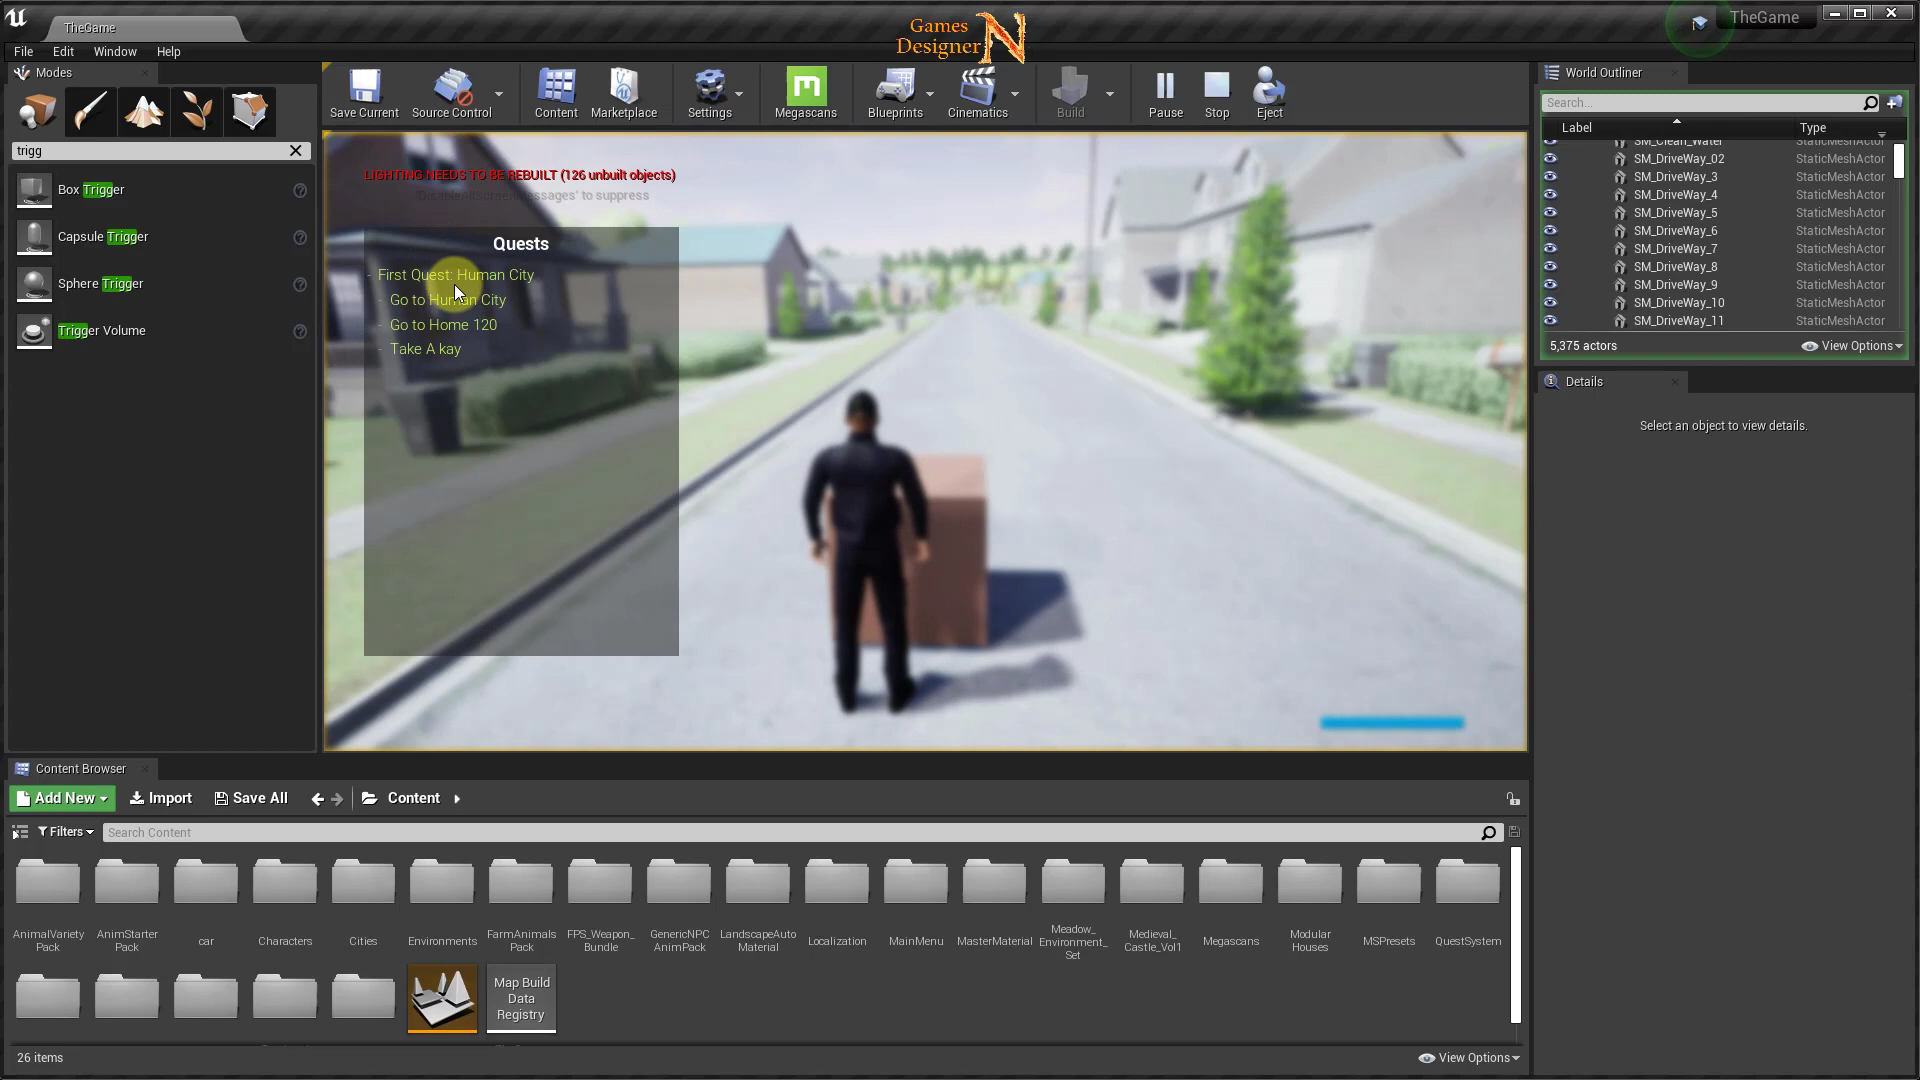 TheGame
Games
Designer N
TheGame
File Edit Window Help
Modes
trigg
Box Trigger
Capsule Trigger
Sphere Trigger
Trigger Volume
Save Current
Source Control
Content
Marketplace
Settings
Megascans
Blueprints
Cinematics
Build
Pause
Stop
Eject
LIGHTING NEEDS TO BE REBUILT (126 unbuilt objects)
'DisableAllScreenMessages' to suppress
Quests
- First Quest: Human City
- Go to Human City
- Go to Home 120
- Take A kay
World Outliner
Search...
Label Type
SM_Clean_Water
SM_DriveWay_02 StaticMeshActor
SM_DriveWay_3 StaticMeshActor
SM_DriveWay_4 StaticMeshActor
SM_DriveWay_5 StaticMeshActor
SM_DriveWay_6 StaticMeshActor
SM_DriveWay_7 StaticMeshActor
SM_DriveWay_8 StaticMeshActor
SM_DriveWay_9 StaticMeshActor
SM_DriveWay_10 StaticMeshActor
SM_DriveWay_11 StaticMeshActor
5,375 actors View Options
Details
Select an object to view details.
Content Browser
Add New Import Save All Content
Filters Search Content
AnimalVariety
Pack
AnimStarter
Pack
car
Characters
Cities
Environments
FarmAnimals
Pack
FPS_Weapon_
Bundle
GenericNPC
AnimPack
LandscapeAuto
Material
Localization
MainMenu
MasterMaterial
Meadow_
Environment_
Set
Medieval_
Castle_Vol1
Megascans
Modular
Houses
MSPresets
QuestSystem
Map Build
Data
Registry
26 items View Options